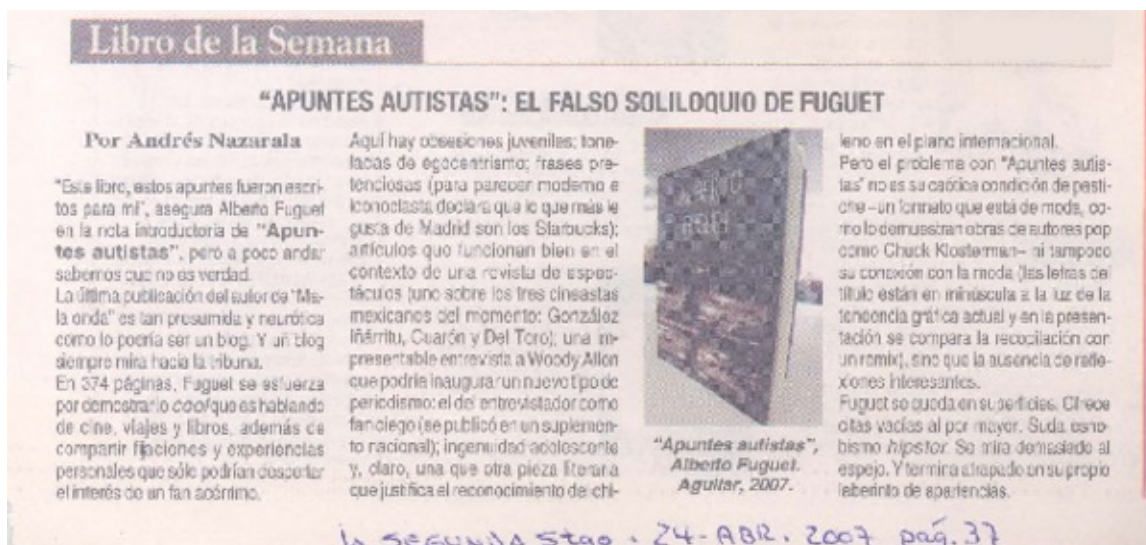 Libro de la Semana
"APUNTES AUTISTAS": EL FALSO SOLILOQUIO DE FUGUET
Por Andrés Nazarala
"Este libro, estos apuntes fueron escri-
tos para mí", asegura Alberto Fuguet
en la nota introductoria de "Apun-
tes autistas", pero a poco andar
sabemos que no es verdad.
La última publicación del autor de "Ma-
la onda" es tan presumida y neurótica
como lo podría ser un blog. Y un blog
siempre mira hacia la tribuna.
En 374 páginas, Fuguet se esfuerza
por demostrar lo cool que es hablando
de cine, viajes y libros, además de
compartir fijaciones y experiencias
personales que sólo podrían despertar
el interés de un fan acérrimo.
Aquí hay obsesiones juveniles; tone-
ladas de egocentrismo; frases pre-
tenciosas (para parecer moderno e
iconoclasta declara que lo que más le
gusta de Madrid son los Starbucks);
artículos que funcionan bien en el
contexto de una revista de espec-
táculos (uno sobre los tres cineastas
mexicanos del momento: González
Iñárritu, Cuarón y Del Toro); una im-
presentable entrevista a Woody Allen
que podría inaugurar un nuevo tipo de
periodismo: el del entrevistador como
fan ciego (se publicó en un suplemen-
to nacional); ingenuidad adolescente
y, claro, una que otra pieza literaria
que justifica el reconocimiento del chi-
"Apuntes autistas",
Alberto Fuguet.
Aguilar, 2007.
leno en el plano internacional.
Pero el problema con "Apuntes autis-
tas" no es su caótica condición de pasti-
che –un formato que está de moda, co-
mo lo demuestran obras de autores pop
como Chuck Klosterman– ni tampoco
su conexión con la moda (las letras del
título están en minúscula a la luz de la
tendencia gráfica actual y en la presen-
tación se compara la recopilación con
un remix), sino que la ausencia de refle-
xiones interesantes.
Fuguet se queda en superficies. Ofrece
citas vacías al por mayor. Suda esno-
bismo hipster. Se mira demasiado al
espejo. Y termina atrapado en su propio
laberinto de apariencias.
la SEGUNDA Stgo. 24-ABR. 2007 pág. 37